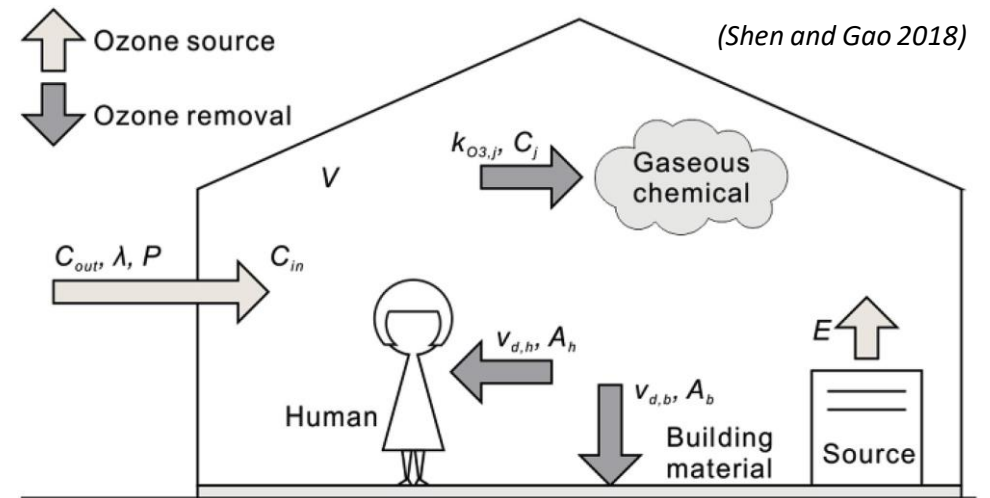 (Shen and Gao 2018)
Ozone source
Ozone removal
k_{O3,j}, C_j
Gaseous
chemical
V
C_{out}, λ, P
C_{in}
v_{d,h}, A_h
E
v_{d,b}, A_b
Human
Building
material
Source